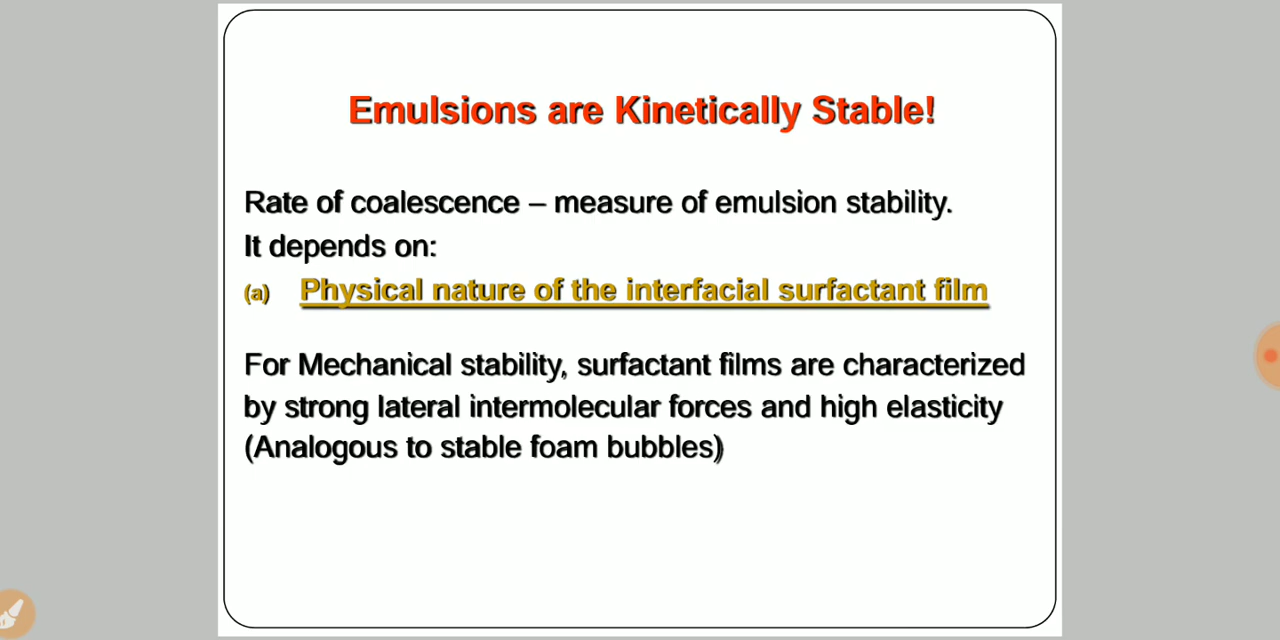 Emulsions are Kinetically Stable!
Rate of coalescence – measure of emulsion stability.
It depends on:
(a) Physical nature of the interfacial surfactant film
For Mechanical stability, surfactant films are characterized
by strong lateral intermolecular forces and high elasticity
(Analogous to stable foam bubbles)